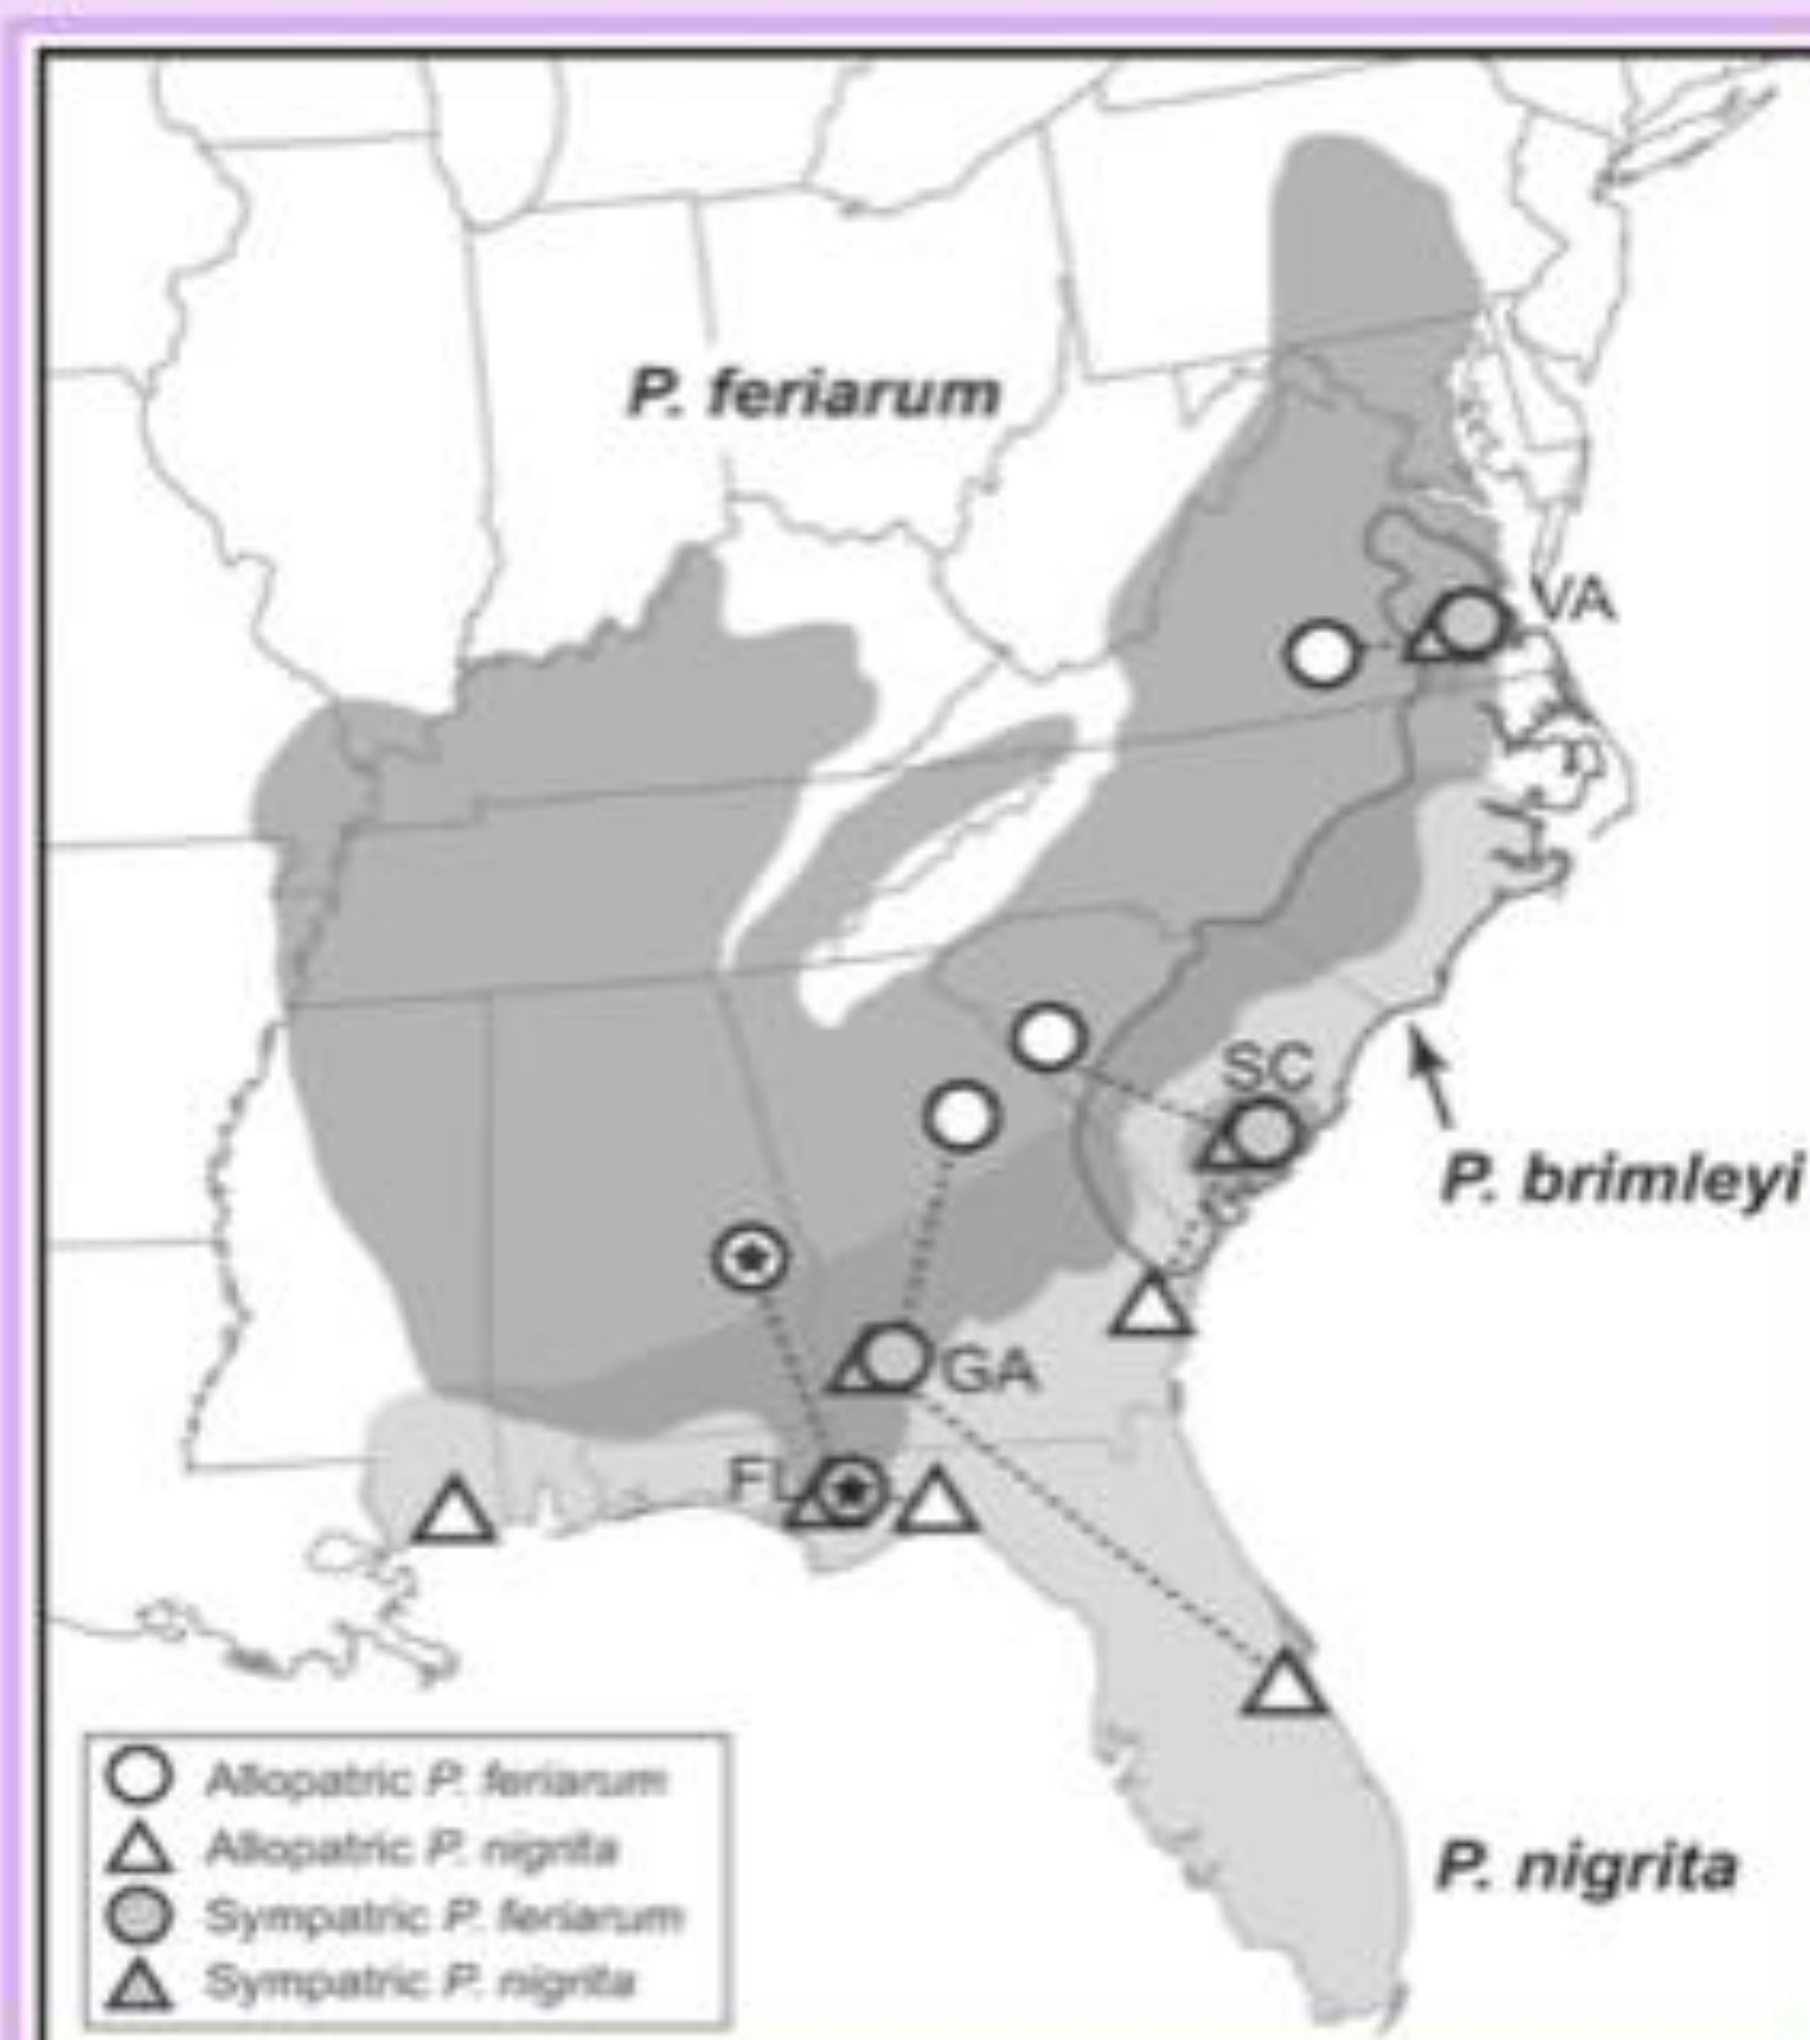 P. feriarum
VA
SC
P. brimleyi
GA
FL
P. nigrita
Allopatric P. feriarum
Allopatric P. nigrita
Sympatric P. feriarum
Sympatric P. nigrita